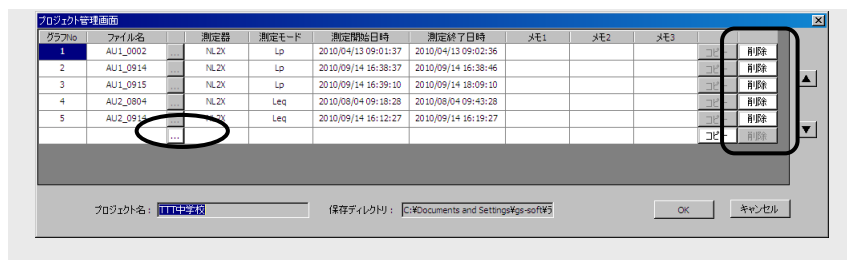 プロジェクト管理画面
グラフNo ファイル名 測定器 測定モード 測定開始日時 測定終了日時 メモ1 メモ2 メモ3
1 AU1_0002 ... NL2X Lp 2010/04/13 09:01:37 2010/04/13 09:02:36 コピー 削除
2 AU1_0914 ... NL2X Lp 2010/09/14 16:38:37 2010/09/14 16:38:46 コピー 削除
3 AU1_0915 ... NL2X Lp 2010/09/14 16:39:10 2010/09/14 18:09:10 コピー 削除
4 AU2_0804 ... NL2X Leq 2010/08/04 09:18:28 2010/08/04 09:43:28 コピー 削除
5 AU2_0914 ... NL2X Leq 2010/09/14 16:12:27 2010/09/14 16:19:27 コピー 削除
... コピー 削除
プロジェクト名： TTT中学校 保存ディレクトリ： C:¥Documents and Settings¥gs-soft¥デ OK キャンセル